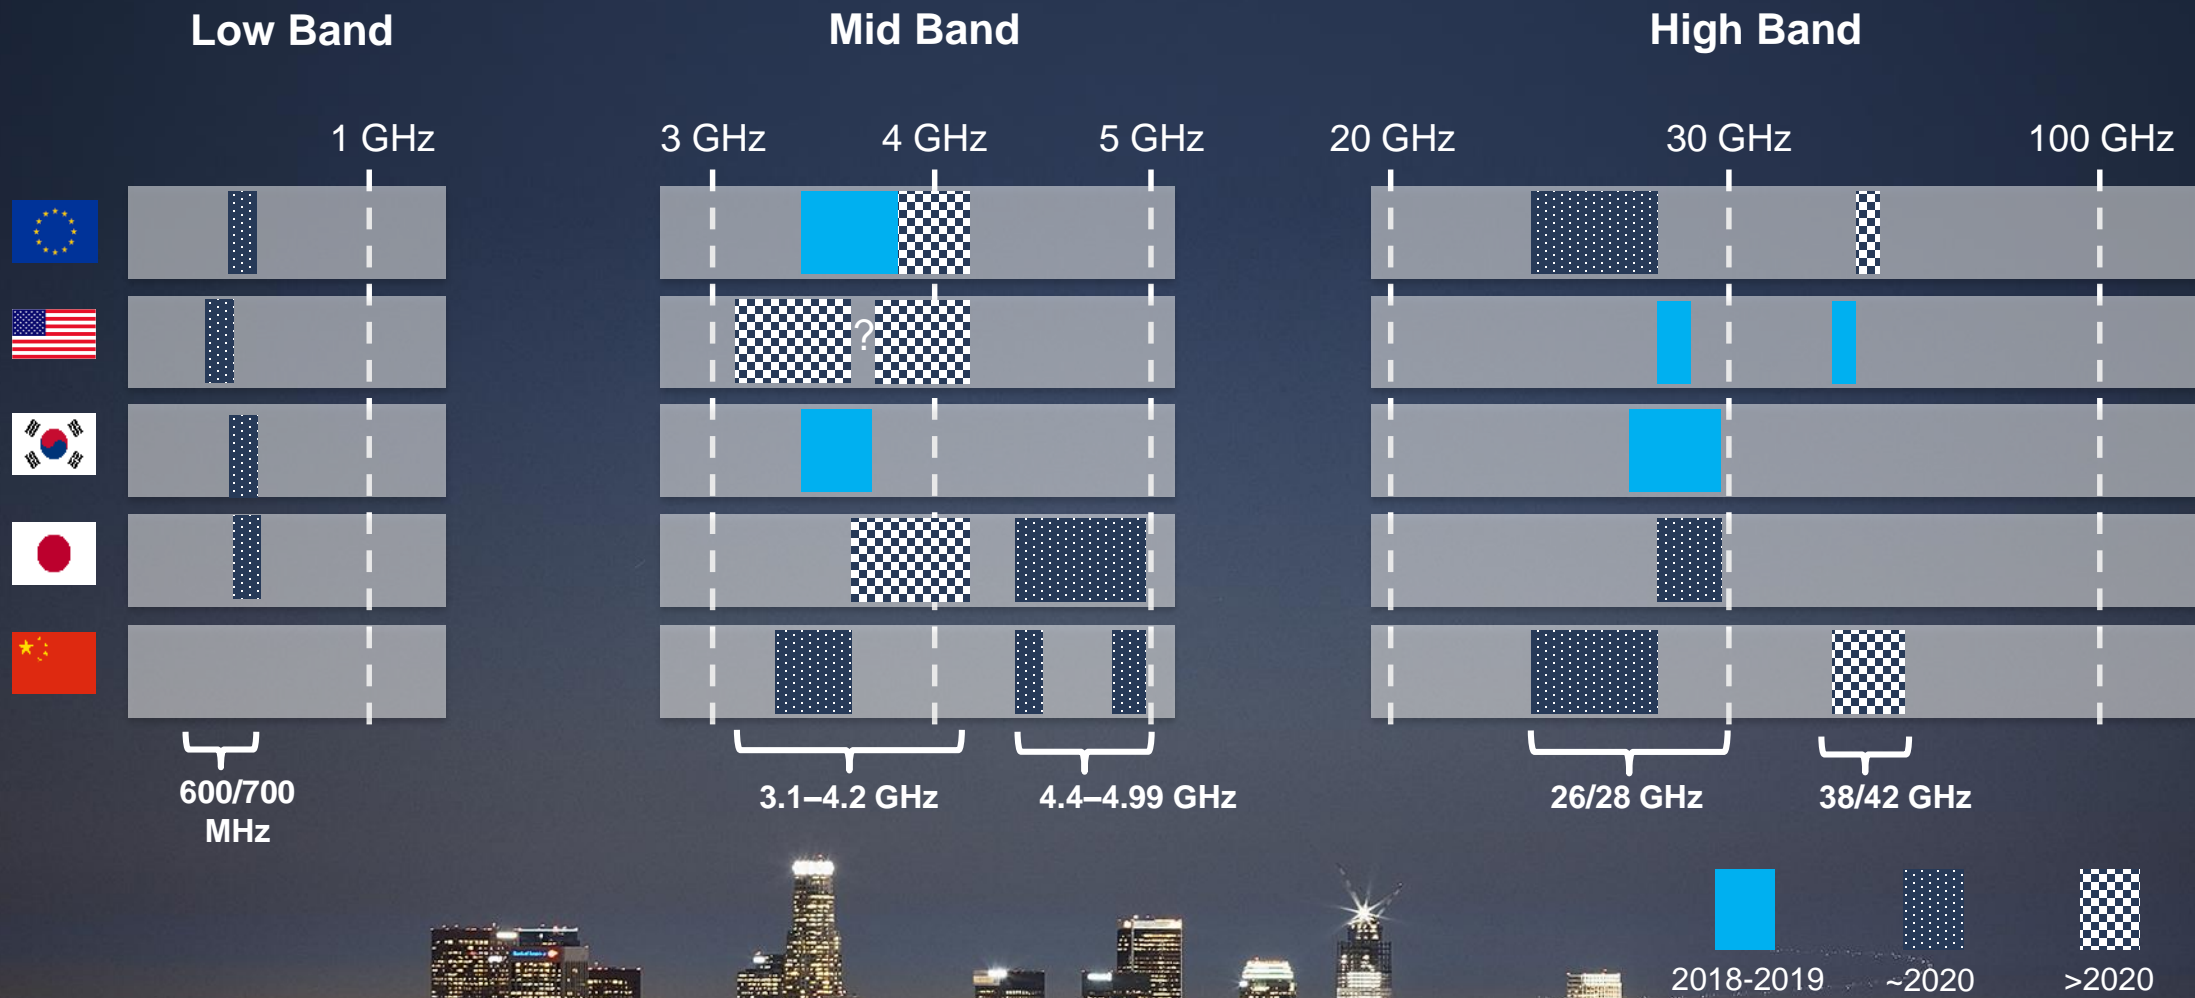 Low Band
Mid Band
High Band
1 GHz
3 GHz
4 GHz
5 GHz
20 GHz
30 GHz
100 GHz
?
600/700
MHz
3.1–4.2 GHz
4.4–4.99 GHz
26/28 GHz
38/42 GHz
2018-2019
~2020
>2020